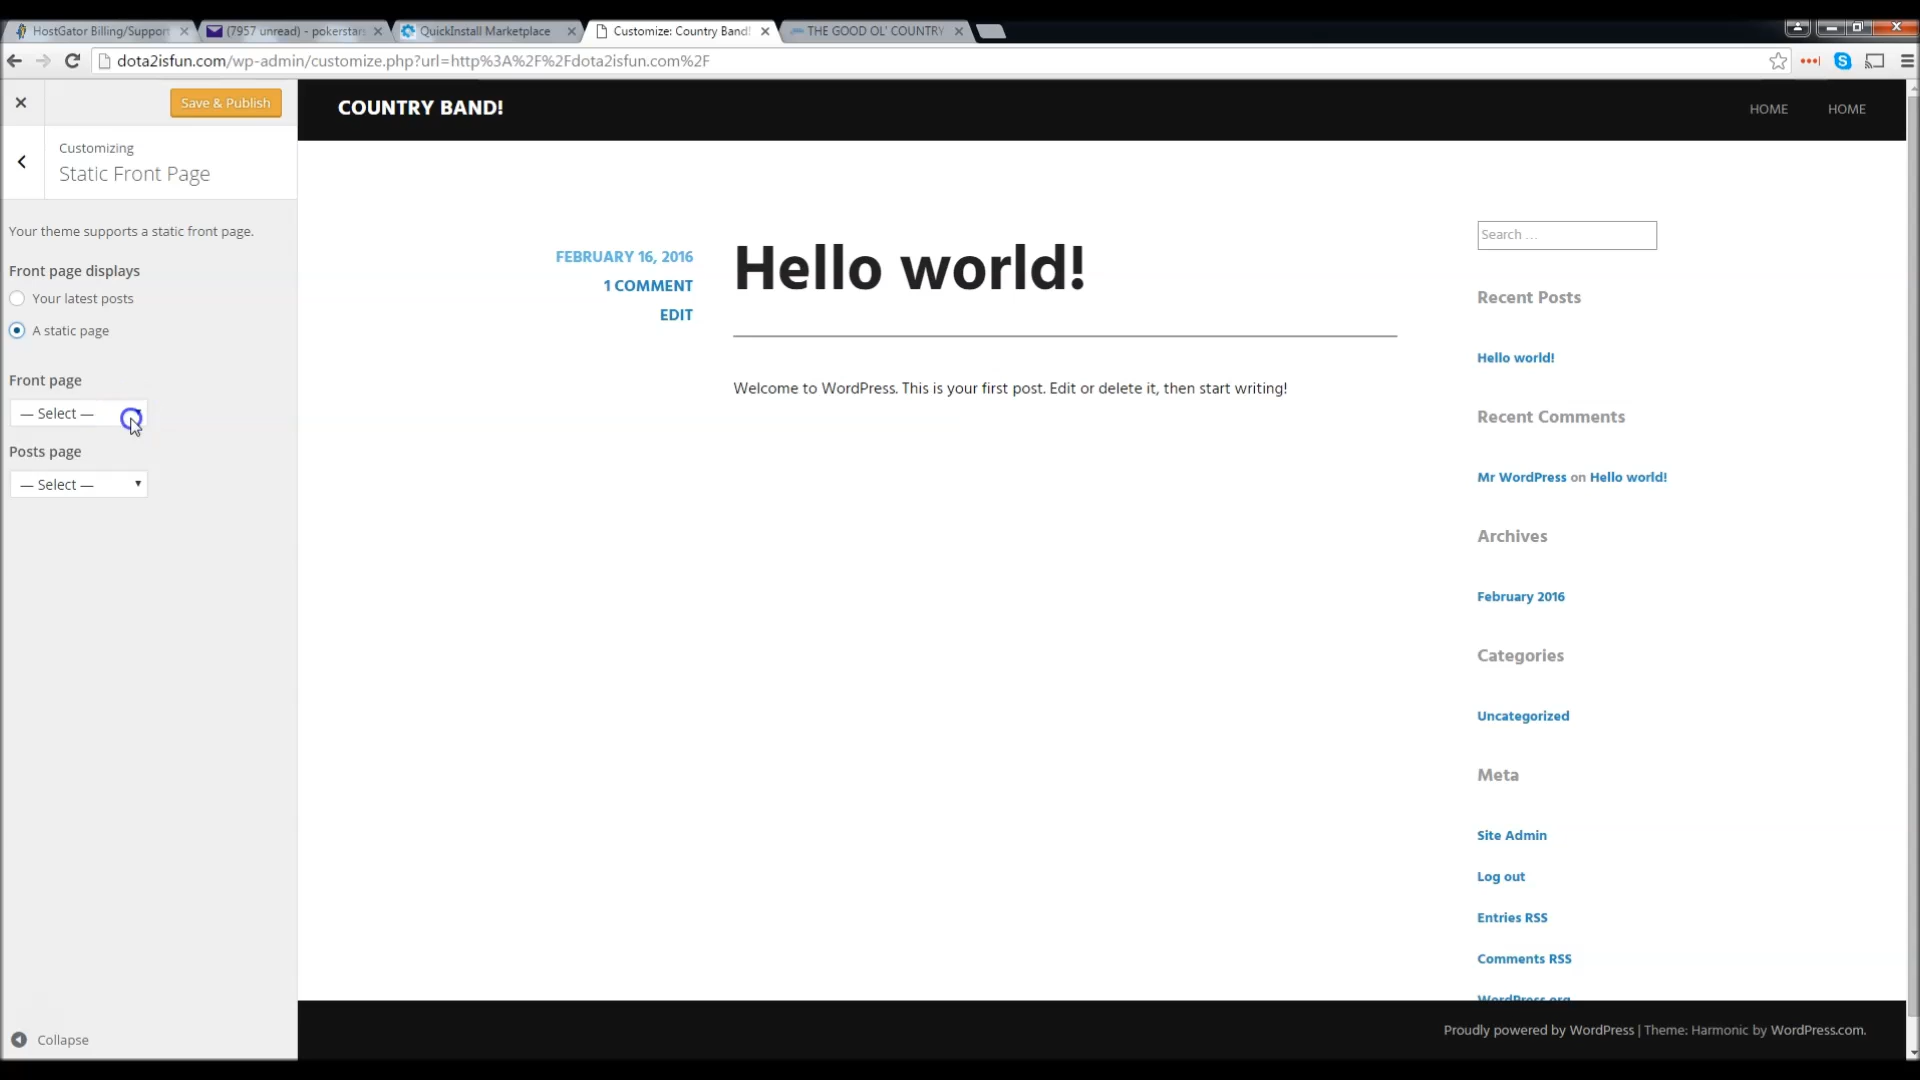 HostGator Billing/Support
(7957 unread) - pokerstar
QuickInstall Marketplace
Customize: Country Band!
THE GOOD OL' COUNTRY
dota2isfun.com/wp-admin/customize.php?url=http%3A%2F%2Fdota2isfun.com%2F
Save & Publish
Customizing
Static Front Page
Your theme supports a static front page.
Front page displays
Your latest posts
A static page
Front page
— Select —
Posts page
— Select —
Collapse
COUNTRY BAND!
HOME
HOME
FEBRUARY 16, 2016
1 COMMENT
EDIT
Hello world!
Welcome to WordPress. This is your first post. Edit or delete it, then start writing!
Search …
Recent Posts
Hello world!
Recent Comments
Mr WordPress on Hello world!
Archives
February 2016
Categories
Uncategorized
Meta
Site Admin
Log out
Entries RSS
Comments RSS
WordPress.org
Proudly powered by WordPress | Theme: Harmonic by WordPress.com.